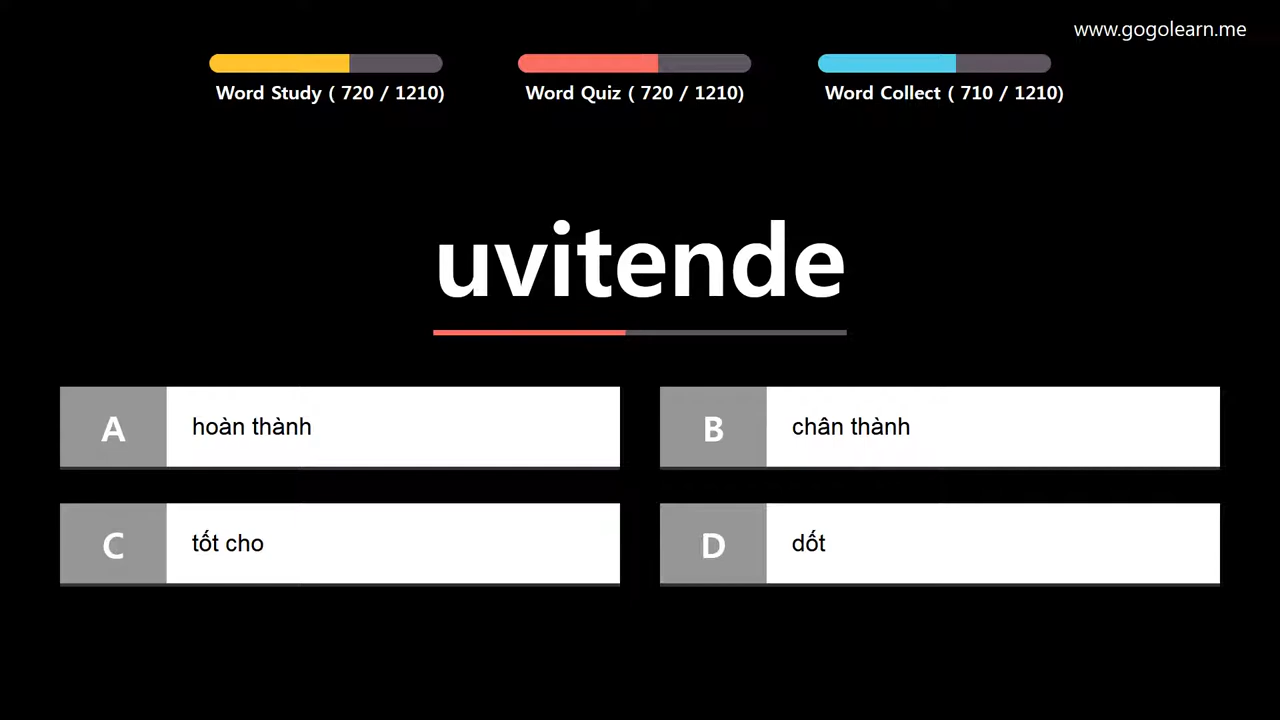 www.gogolearn.me
Word Study ( 720 / 1210)
Word Quiz ( 720 / 1210)
Word Collect ( 710 / 1210)
uvitende
A hoàn thành
B chân thành
C tốt cho
D dốt